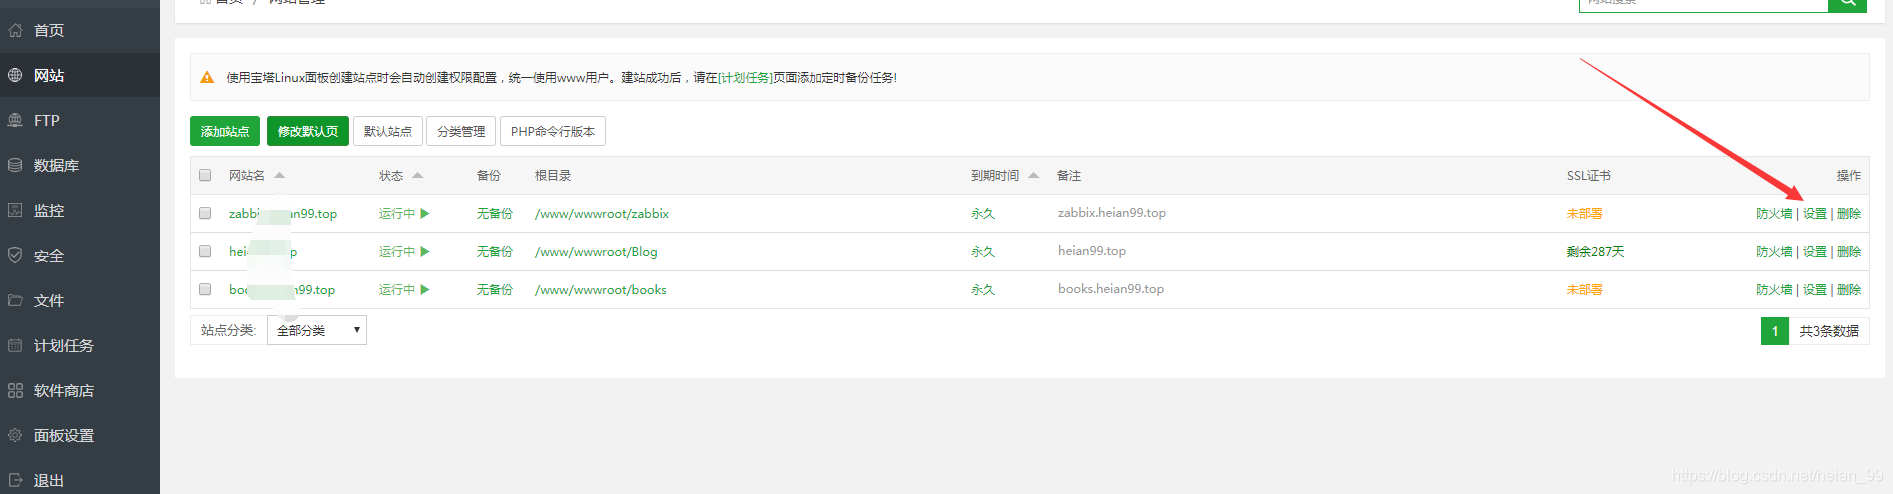 首页 / 网站管理
网站搜索
首页
网站
FTP
数据库
监控
安全
文件
计划任务
软件商店
面板设置
退出
使用宝塔Linux面板创建站点时会自动创建权限配置，统一使用www用户。建站成功后，请在[计划任务]页面添加定时备份任务!
添加站点 修改默认页 默认站点 分类管理 PHP命令行版本
网站名 状态 备份 根目录 到期时间 备注 SSL证书 操作
运行中 无备份 /www/wwwroot/zabbix 永久 zabbix.heian99.top 未部署 防火墙 | 设置 | 删除
运行中 无备份 /www/wwwroot/Blog 永久 heian99.top 剩余287天 防火墙 | 设置 | 删除
运行中 无备份 /www/wwwroot/books 永久 books.heian99.top 未部署 防火墙 | 设置 | 删除
站点分类: 全部分类
1 共3条数据
https://blog.csdn.net/heian_99